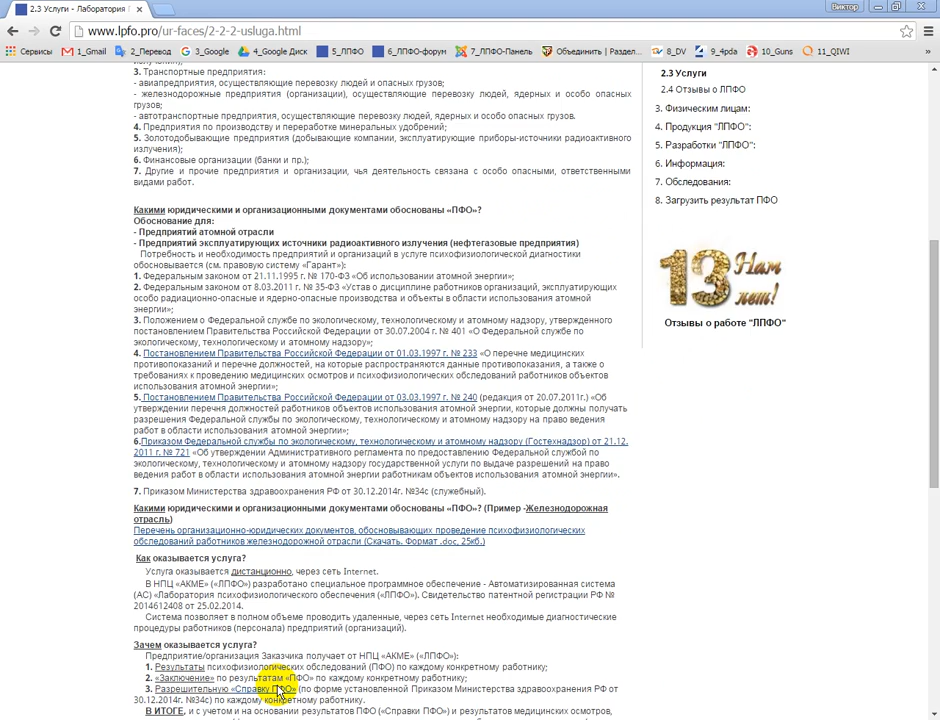 2.3 Услуги - Лаборатория Г
Виктор
www.lpfo.pro/ur-faces/2-2-2-usluga.html
Сервисы 1_Gmail 2_Перевод 3_Google 4_Google Диск 5_ЛПФО 6_ЛПФО-форум 7_ЛПФО-Панель Объединить | Раздел... 8_DV 9_4pda 10_Guns 11_QIWI »
излучения);
3. Транспортные предприятия:
- авиапредприятия, осуществляющие перевозку людей и опасных грузов;
- железнодорожные предприятия (организации), осуществляющие перевозку людей, ядерных и особо опасных
грузов;
- автотранспортные предприятия, осуществляющие перевозку людей, ядерных и особо опасных грузов.
4. Предприятия по производству и переработке минеральных удобрений;
5. Золотодобывающие предприятия (добывающие компании, эксплуатирующие приборы-источники радиоактивного
излучения);
6. Финансовые организации (банки и пр.);
7. Другие и прочие предприятия и организации, чья деятельность связана с особо опасными, ответственными
видами работ.
Какими юридическими и организационными документами обоснованы «ПФО»?
Обоснование для:
- Предприятий атомной отрасли
- Предприятий эксплуатирующих источники радиоактивного излучения (нефтегазовые предприятия)
Потребность и необходимость предприятий и организаций в услуге психофизиологической диагностики
обосновывается (см. правовую систему «Гарант»):
1. Федеральным законом от 21.11.1995 г. № 170-ФЗ «Об использовании атомной энергии»;
2. Федеральным законом от 8.03.2011 г. № 35-ФЗ «Устав о дисциплине работников организаций, эксплуатирующих
особо радиационно-опасные и ядерно-опасные производства и объекты в области использования атомной
энергии»;
3. Положением о Федеральной службе по экологическому, технологическому и атомному надзору, утвержденного
постановлением Правительства Российской Федерации от 30.07.2004 г. № 401 «О Федеральной службе по
экологическому, технологическому и атомному надзору»;
4. Постановлением Правительства Российской Федерации от 01.03.1997 г. № 233 «О перечне медицинских
противопоказаний и перечне должностей, на которые распространяются данные противопоказания, а также о
требованиях к проведению медицинских осмотров и психофизиологических обследований работников объектов
использования атомной энергии»;
5. Постановлением Правительства Российской Федерации от 03.03.1997 г. № 240 (редакция от 20.07.2011г.) «Об
утверждении перечня должностей работников объектов использования атомной энергии, которые должны получать
разрешения Федеральной службы по экологическому, технологическому и атомному надзору на право ведения
работ в области использования атомной энергии»;
6.Приказом Федеральной службы по экологическому, технологическому и атомному надзору (Гостехнадзор) от 21.12.
2011 г. № 721 «Об утверждении Административного регламента по предоставлению Федеральной службой по
экологическому, технологическому и атомному надзору государственной услуги по выдаче разрешений на право
ведения работ в области использования атомной энергии работникам объектов использования атомной энергии».
7. Приказом Министерства здравоохранения РФ от 30.12.2014г. №34с (служебный).
Какими юридическими и организационными документами обоснованы «ПФО»? (Пример -Железнодорожная
отрасль)
Перечень организационно-юридических документов, обосновывающих проведение психофизиологических
обследований работников железнодорожной отрасли (Скачать. Формат .doc, 25кб.)
Как оказывается услуга?
Услуга оказывается дистанционно, через сеть Internet.
В НПЦ «АКМЕ» («ЛПФО») разработано специальное программное обеспечение - Автоматизированная система
(АС) «Лаборатория психофизиологического обеспечения («ЛПФО»). Свидетельство патентной регистрации РФ №
2014612408 от 25.02.2014.
Система позволяет в полном объеме проводить удаленные, через сеть Internet необходимые диагностические
процедуры работников (персонала) предприятий (организаций).
Зачем оказывается услуга?
Предприятие/организация Заказчика получает от НПЦ «АКМЕ» («ЛПФО»):
1. Результаты психофизиологических обследований (ПФО) по каждому конкретному работнику;
2. «Заключение» по результатам «ПФО» по каждому конкретному работнику;
3. Разрешительную «Справку ПФО» (по форме установленной Приказом Министерства здравоохранения РФ от
30.12.2014г. №34с) по каждому конкретному работнику.
В ИТОГЕ, и с учетом и на основании результатов ПФО («Справки ПФО») и результатов медицинских осмотров,
2.3 Услуги
2.4 Отзывы о ЛПФО
3. Физическим лицам:
4. Продукция "ЛПФО":
5. Разработки "ЛПФО":
6. Информация:
7. Обследования:
8. Загрузить результат ПФО
13 Нам
лет!
Отзывы о работе "ЛПФО"